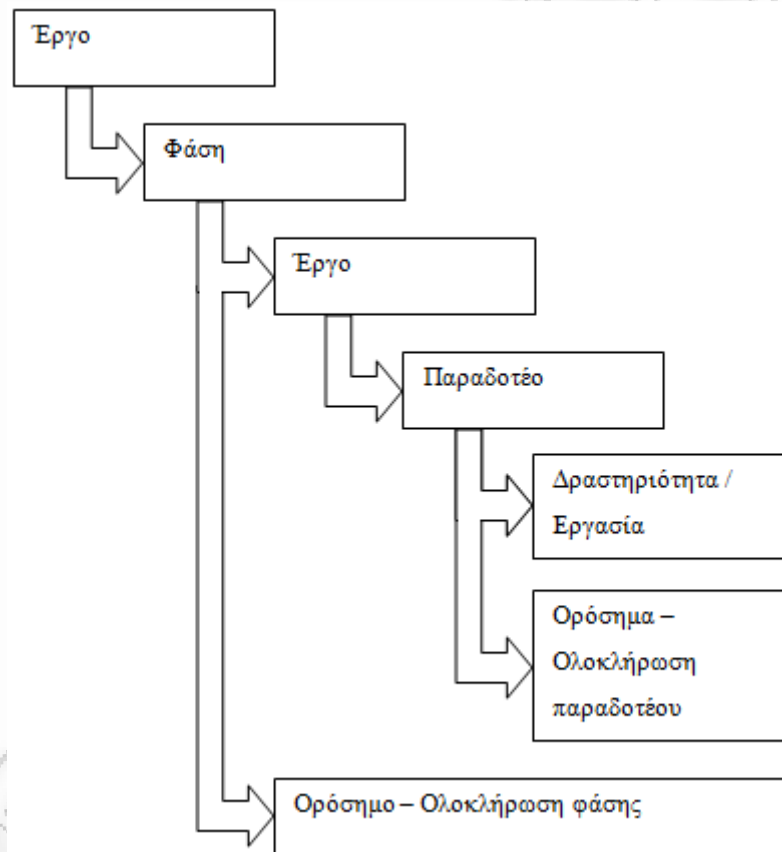 Έργο
Φάση
Έργο
Παραδοτέο
Δραστηριότητα /
Εργασία
Ορόσημα –
Ολοκλήρωση
παραδοτέου
Ορόσημο – Ολοκλήρωση φάσης